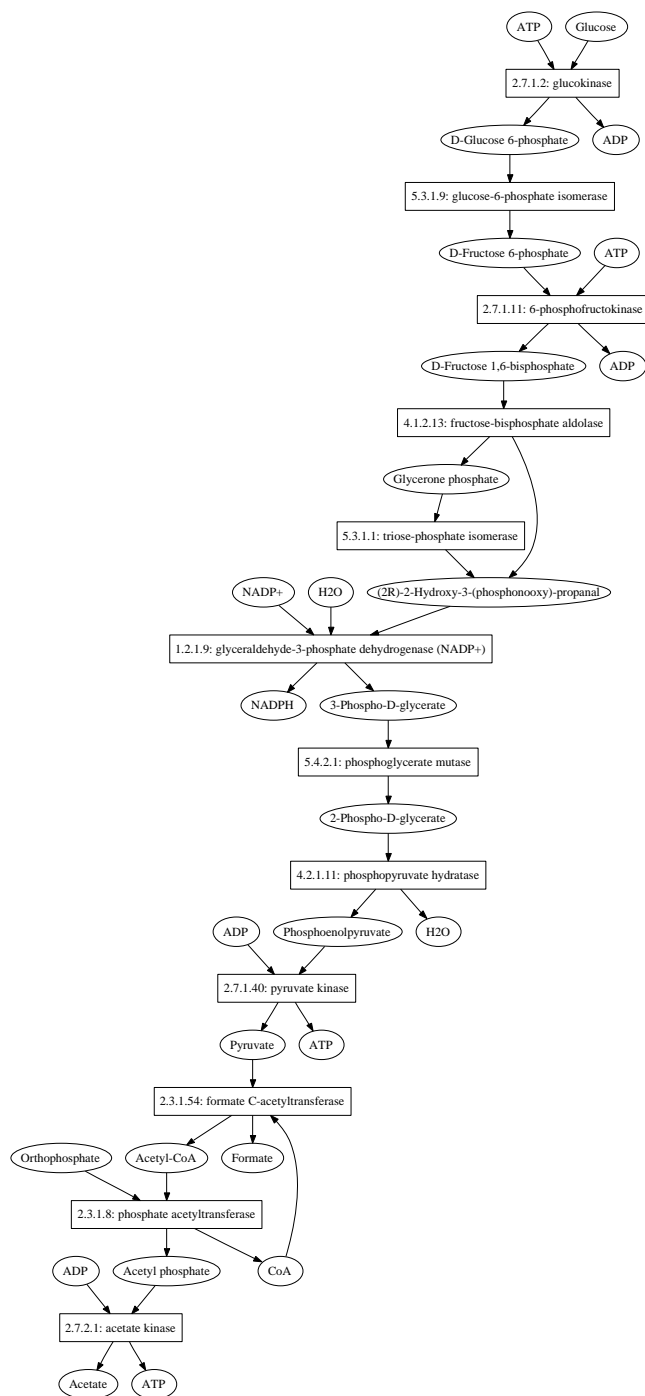 ATP
Glucose
2.7.1.2: glucokinase
D-Glucose 6-phosphate
ADP
5.3.1.9: glucose-6-phosphate isomerase
D-Fructose 6-phosphate
ATP
2.7.1.11: 6-phosphofructokinase
D-Fructose 1,6-bisphosphate
ADP
4.1.2.13: fructose-bisphosphate aldolase
Glycerone phosphate
5.3.1.1: triose-phosphate isomerase
NADP+
H2O
(2R)-2-Hydroxy-3-(phosphonooxy)-propanal
1.2.1.9: glyceraldehyde-3-phosphate dehydrogenase (NADP+)
NADPH
3-Phospho-D-glycerate
5.4.2.1: phosphoglycerate mutase
2-Phospho-D-glycerate
4.2.1.11: phosphopyruvate hydratase
ADP
Phosphoenolpyruvate
H2O
2.7.1.40: pyruvate kinase
Pyruvate
ATP
2.3.1.54: formate C-acetyltransferase
Orthophosphate
Acetyl-CoA
Formate
2.3.1.8: phosphate acetyltransferase
ADP
Acetyl phosphate
CoA
2.7.2.1: acetate kinase
Acetate
ATP